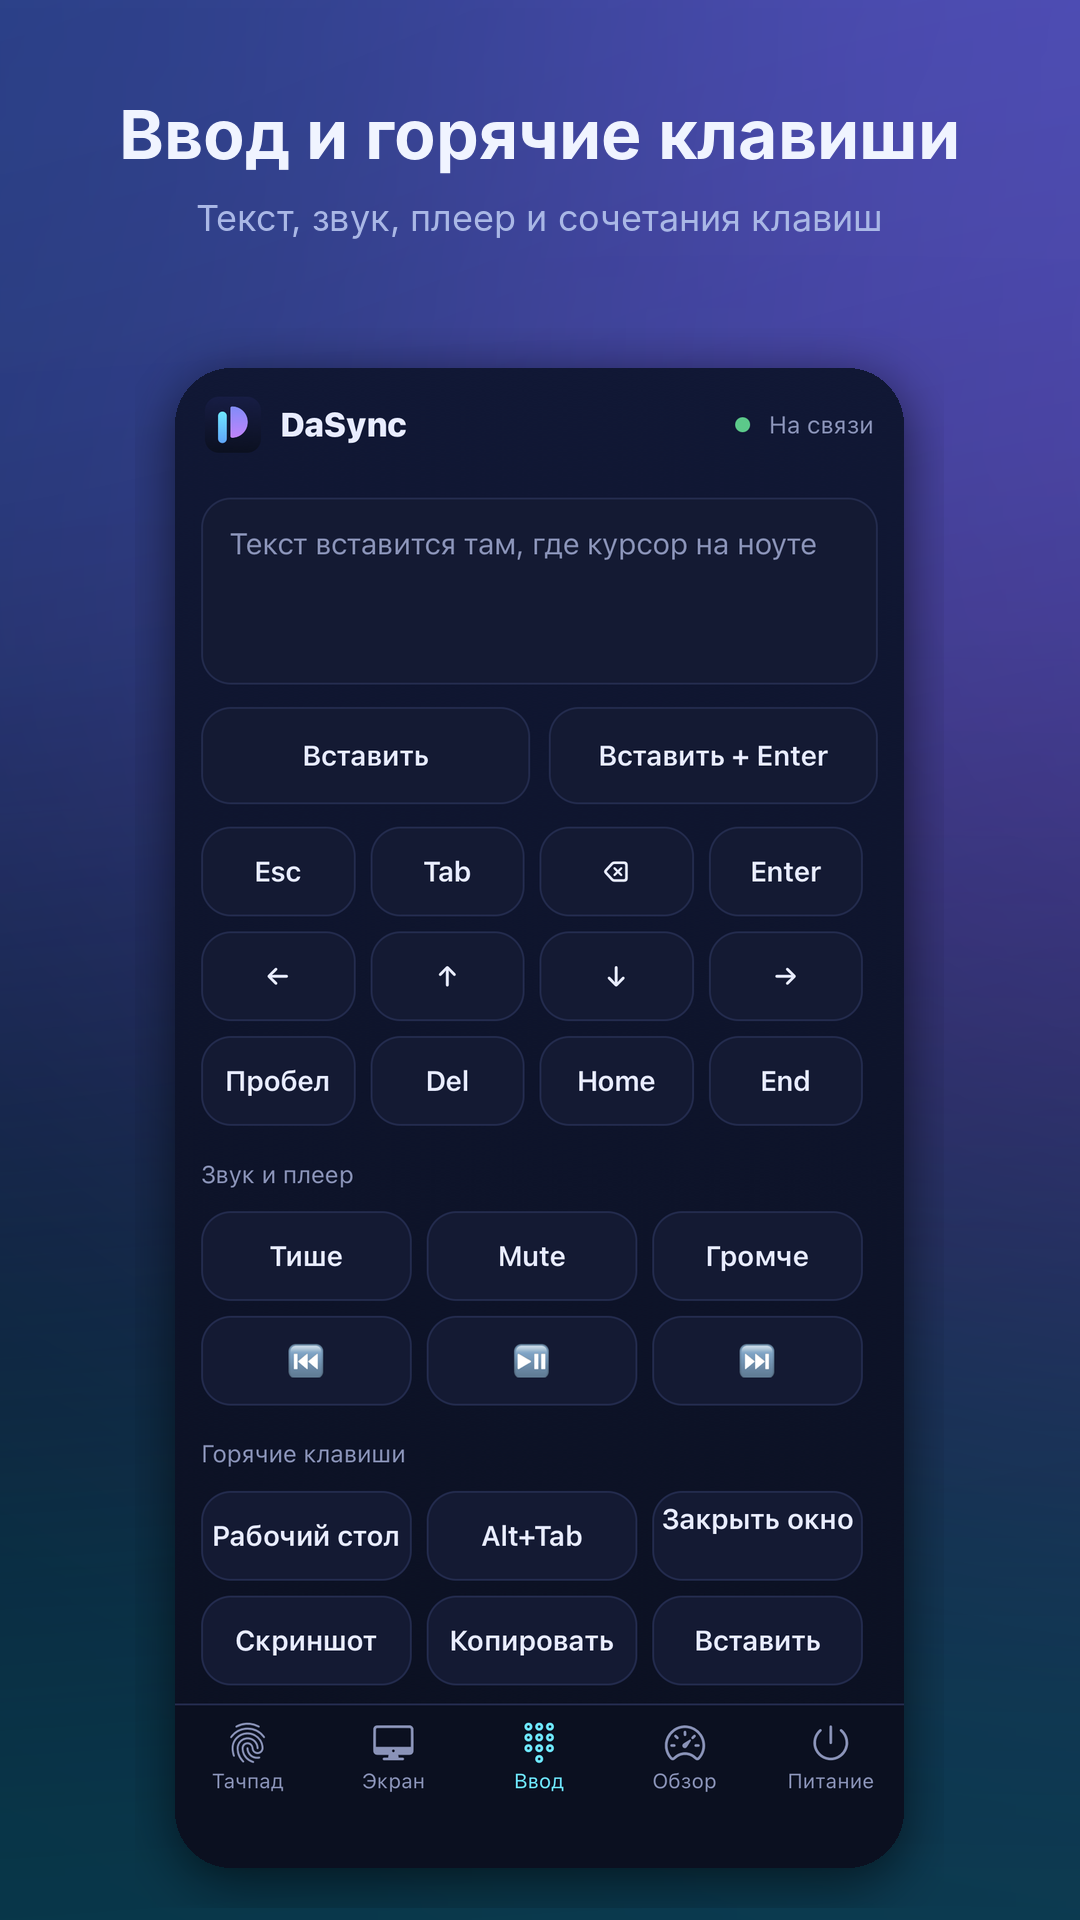 Ввод и горячие клавиши
Текст, звук, плеер и сочетания клавиш
DaSync
На связи
Текст вставится там, где курсор на ноуте
Вставить
Вставить + Enter
Esc
Tab
⌫
Enter
←
↑
↓
→
Пробел
Del
Home
End
Звук и плеер
Тише
Mute
Громче
⏮
⏯
⏭
Горячие клавиши
Рабочий стол
Alt+Tab
Закрыть окно
Скриншот
Копировать
Вставить
Тачпад
Экран
Ввод
Обзор
Питание